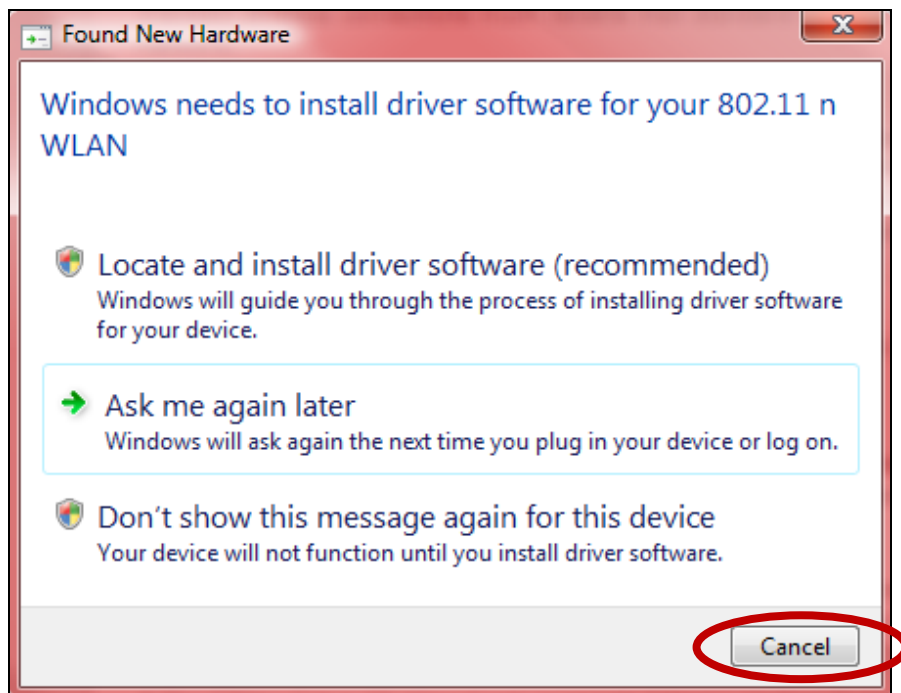 Found New Hardware
Windows needs to install driver software for your 802.11 n
WLAN
Locate and install driver software (recommended)
Windows will guide you through the process of installing driver software
for your device.
Ask me again later
Windows will ask again the next time you plug in your device or log on.
Don't show this message again for this device
Your device will not function until you install driver software.
Cancel